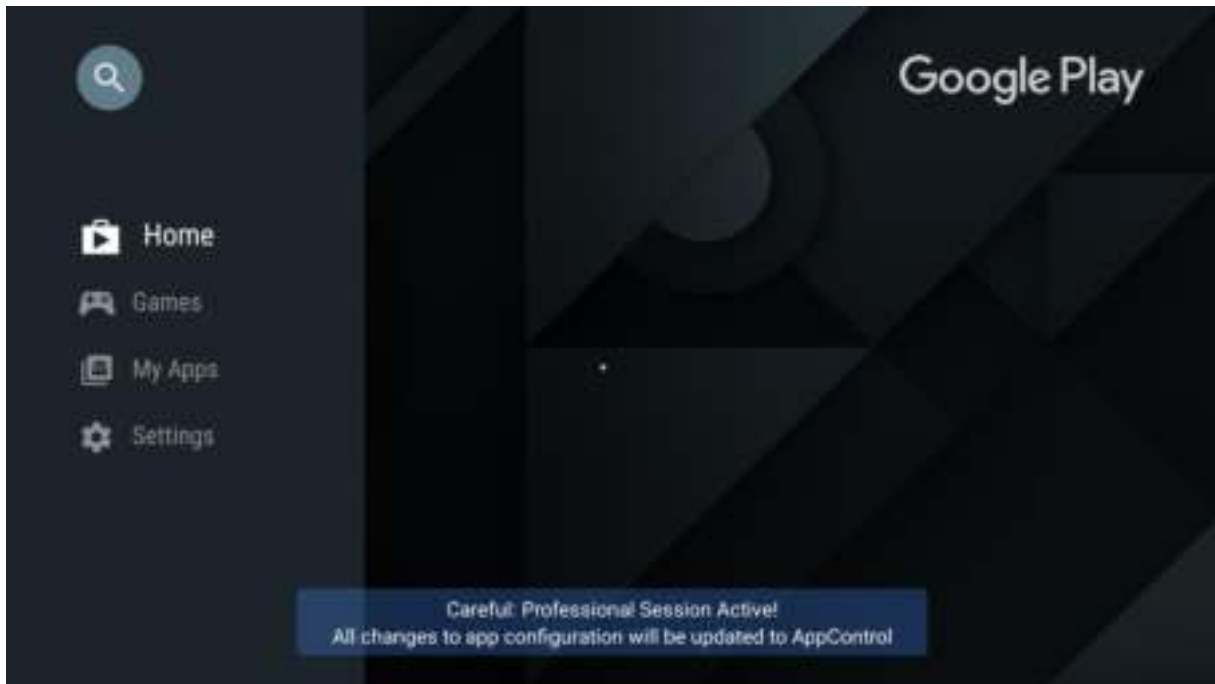 Google Play
Home
Games
My Apps
Settings
Careful: Professional Session Active!
All changes to app configuration will be updated to AppControl